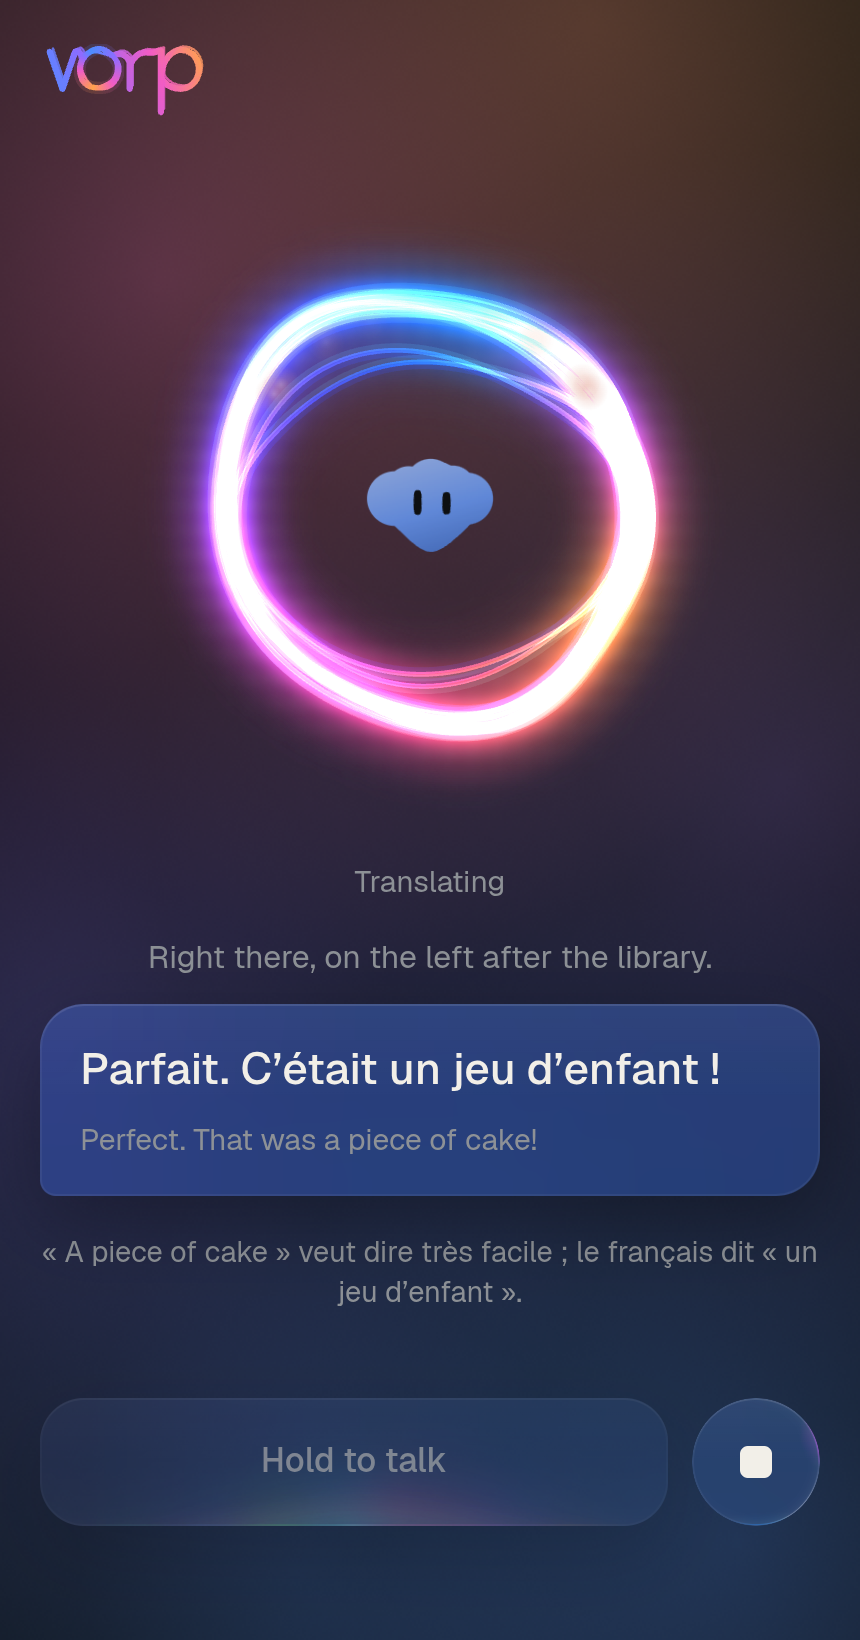 vorp
Translating
Right there, on the left after the library.
Parfait. C’était un jeu d’enfant !
Perfect. That was a piece of cake!
« A piece of cake » veut dire très facile ; le français dit « un
jeu d’enfant ».
Hold to talk